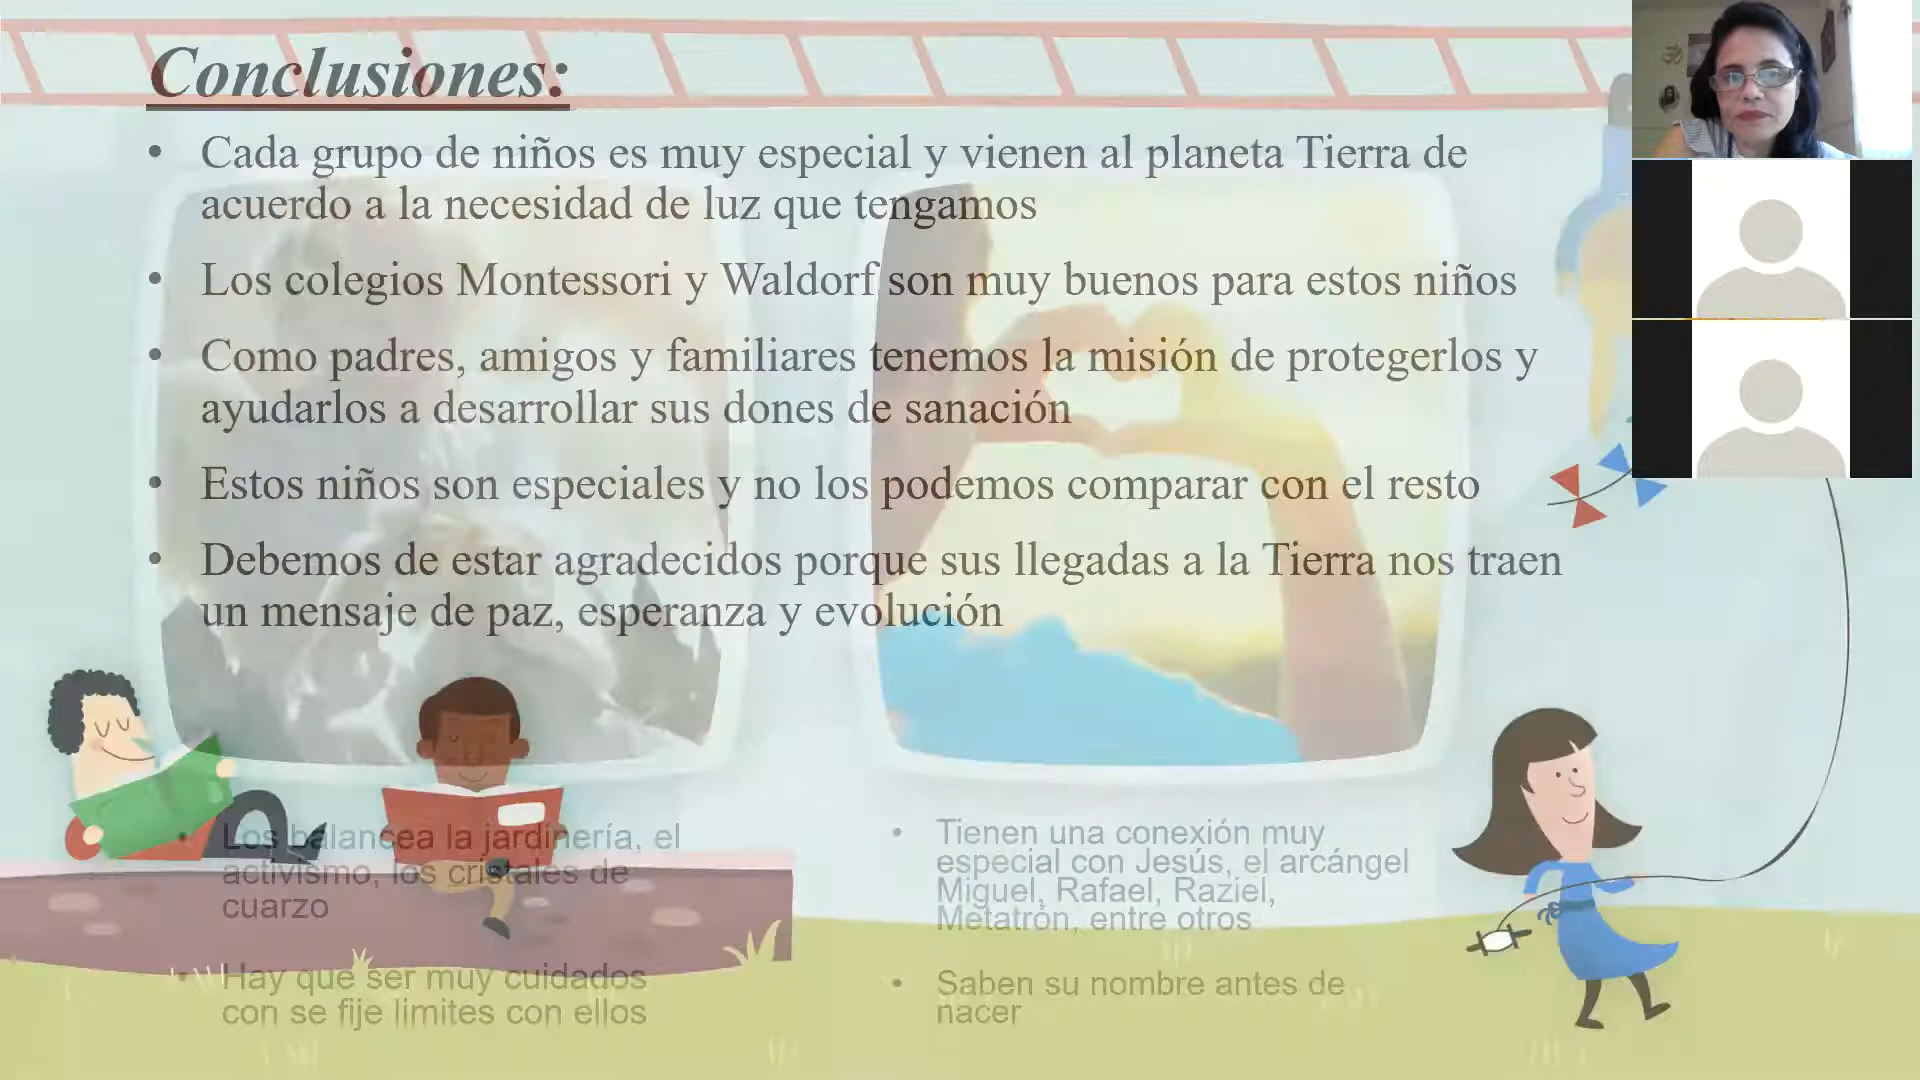 Conclusiones:
• Cada grupo de niños es muy especial y vienen al planeta Tierra de
acuerdo a la necesidad de luz que tengamos
• Los colegios Montessori y Waldorf son muy buenos para estos niños
• Como padres, amigos y familiares tenemos la misión de protegerlos y
ayudarlos a desarrollar sus dones de sanación
• Estos niños son especiales y no los podemos comparar con el resto
• Debemos de estar agradecidos porque sus llegadas a la Tierra nos traen
un mensaje de paz, esperanza y evolución
• Los balancea la jardinería, el
activismo, los cristales de
cuarzo
• Hay que ser muy cuidados
con se fije limites con ellos
• Tienen una conexión muy
especial con Jesús, el arcángel
Miguel, Rafael, Raziel,
Metatrón, entre otros
• Saben su nombre antes de
nacer